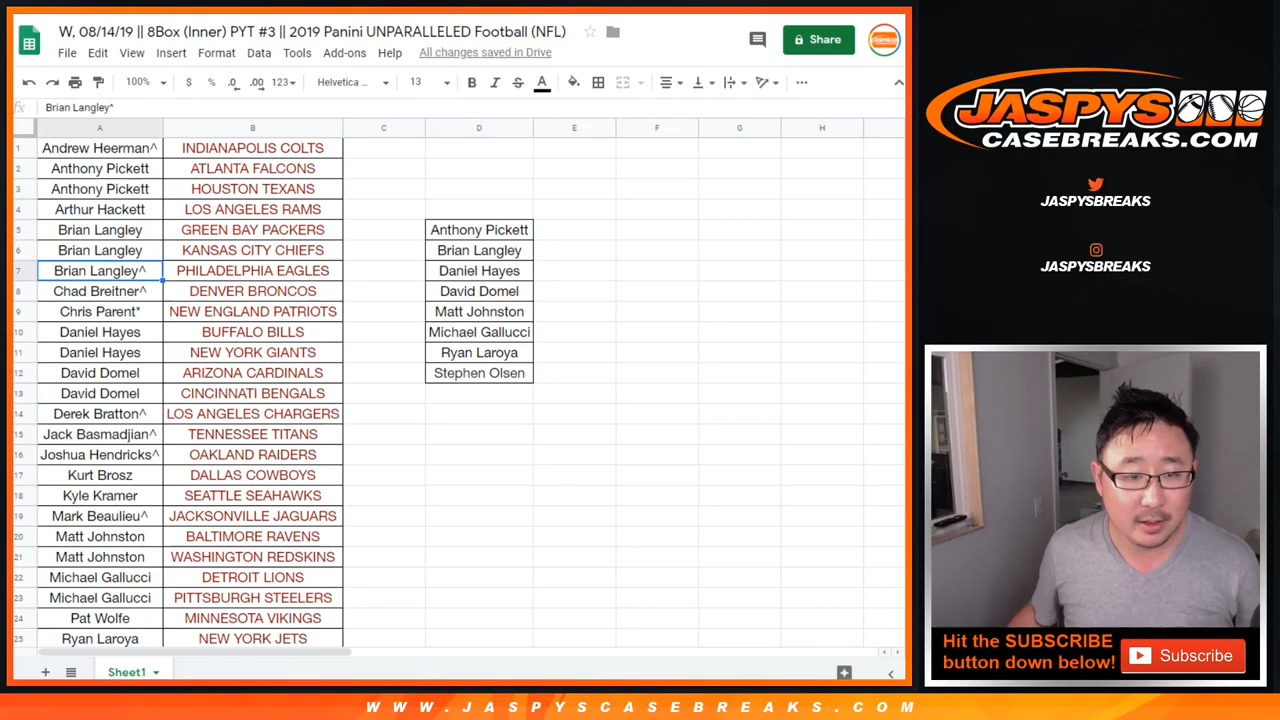 W, 08/14/19 || 8Box (Inner) PYT #3 || 2019 Panini UNPARALLELED Football (NFL)
File Edit View Insert Format Data Tools Add-ons Help All changes saved in Drive
Share
100% $ % .0 .00 123 Helvetica ... 13 B I S A
fx Brian Langley^
A B C D E F G H
1 Andrew Heerman^ INDIANAPOLIS COLTS
2 Anthony Pickett ATLANTA FALCONS
3 Anthony Pickett HOUSTON TEXANS
4 Arthur Hackett LOS ANGELES RAMS
5 Brian Langley GREEN BAY PACKERS Anthony Pickett
6 Brian Langley KANSAS CITY CHIEFS Brian Langley
7 Brian Langley^ PHILADELPHIA EAGLES Daniel Hayes
8 Chad Breitner^ DENVER BRONCOS David Domel
9 Chris Parent* NEW ENGLAND PATRIOTS Matt Johnston
10 Daniel Hayes BUFFALO BILLS Michael Gallucci
11 Daniel Hayes NEW YORK GIANTS Ryan Laroya
12 David Domel ARIZONA CARDINALS Stephen Olsen
13 David Domel CINCINNATI BENGALS
14 Derek Bratton^ LOS ANGELES CHARGERS
15 Jack Basmadjian^ TENNESSEE TITANS
16 Joshua Hendricks^ OAKLAND RAIDERS
17 Kurt Brosz DALLAS COWBOYS
18 Kyle Kramer SEATTLE SEAHAWKS
19 Mark Beaulieu^ JACKSONVILLE JAGUARS
20 Matt Johnston BALTIMORE RAVENS
21 Matt Johnston WASHINGTON REDSKINS
22 Michael Gallucci DETROIT LIONS
23 Michael Gallucci PITTSBURGH STEELERS
24 Pat Wolfe MINNESOTA VIKINGS
25 Ryan Laroya NEW YORK JETS
Sheet1
JASPYS
CASEBREAKS.COM
JASPYSBREAKS
JASPYSBREAKS
Hit the SUBSCRIBE
button down below!
Subscribe
WWW.JASPYSCASEBREAKS.COM